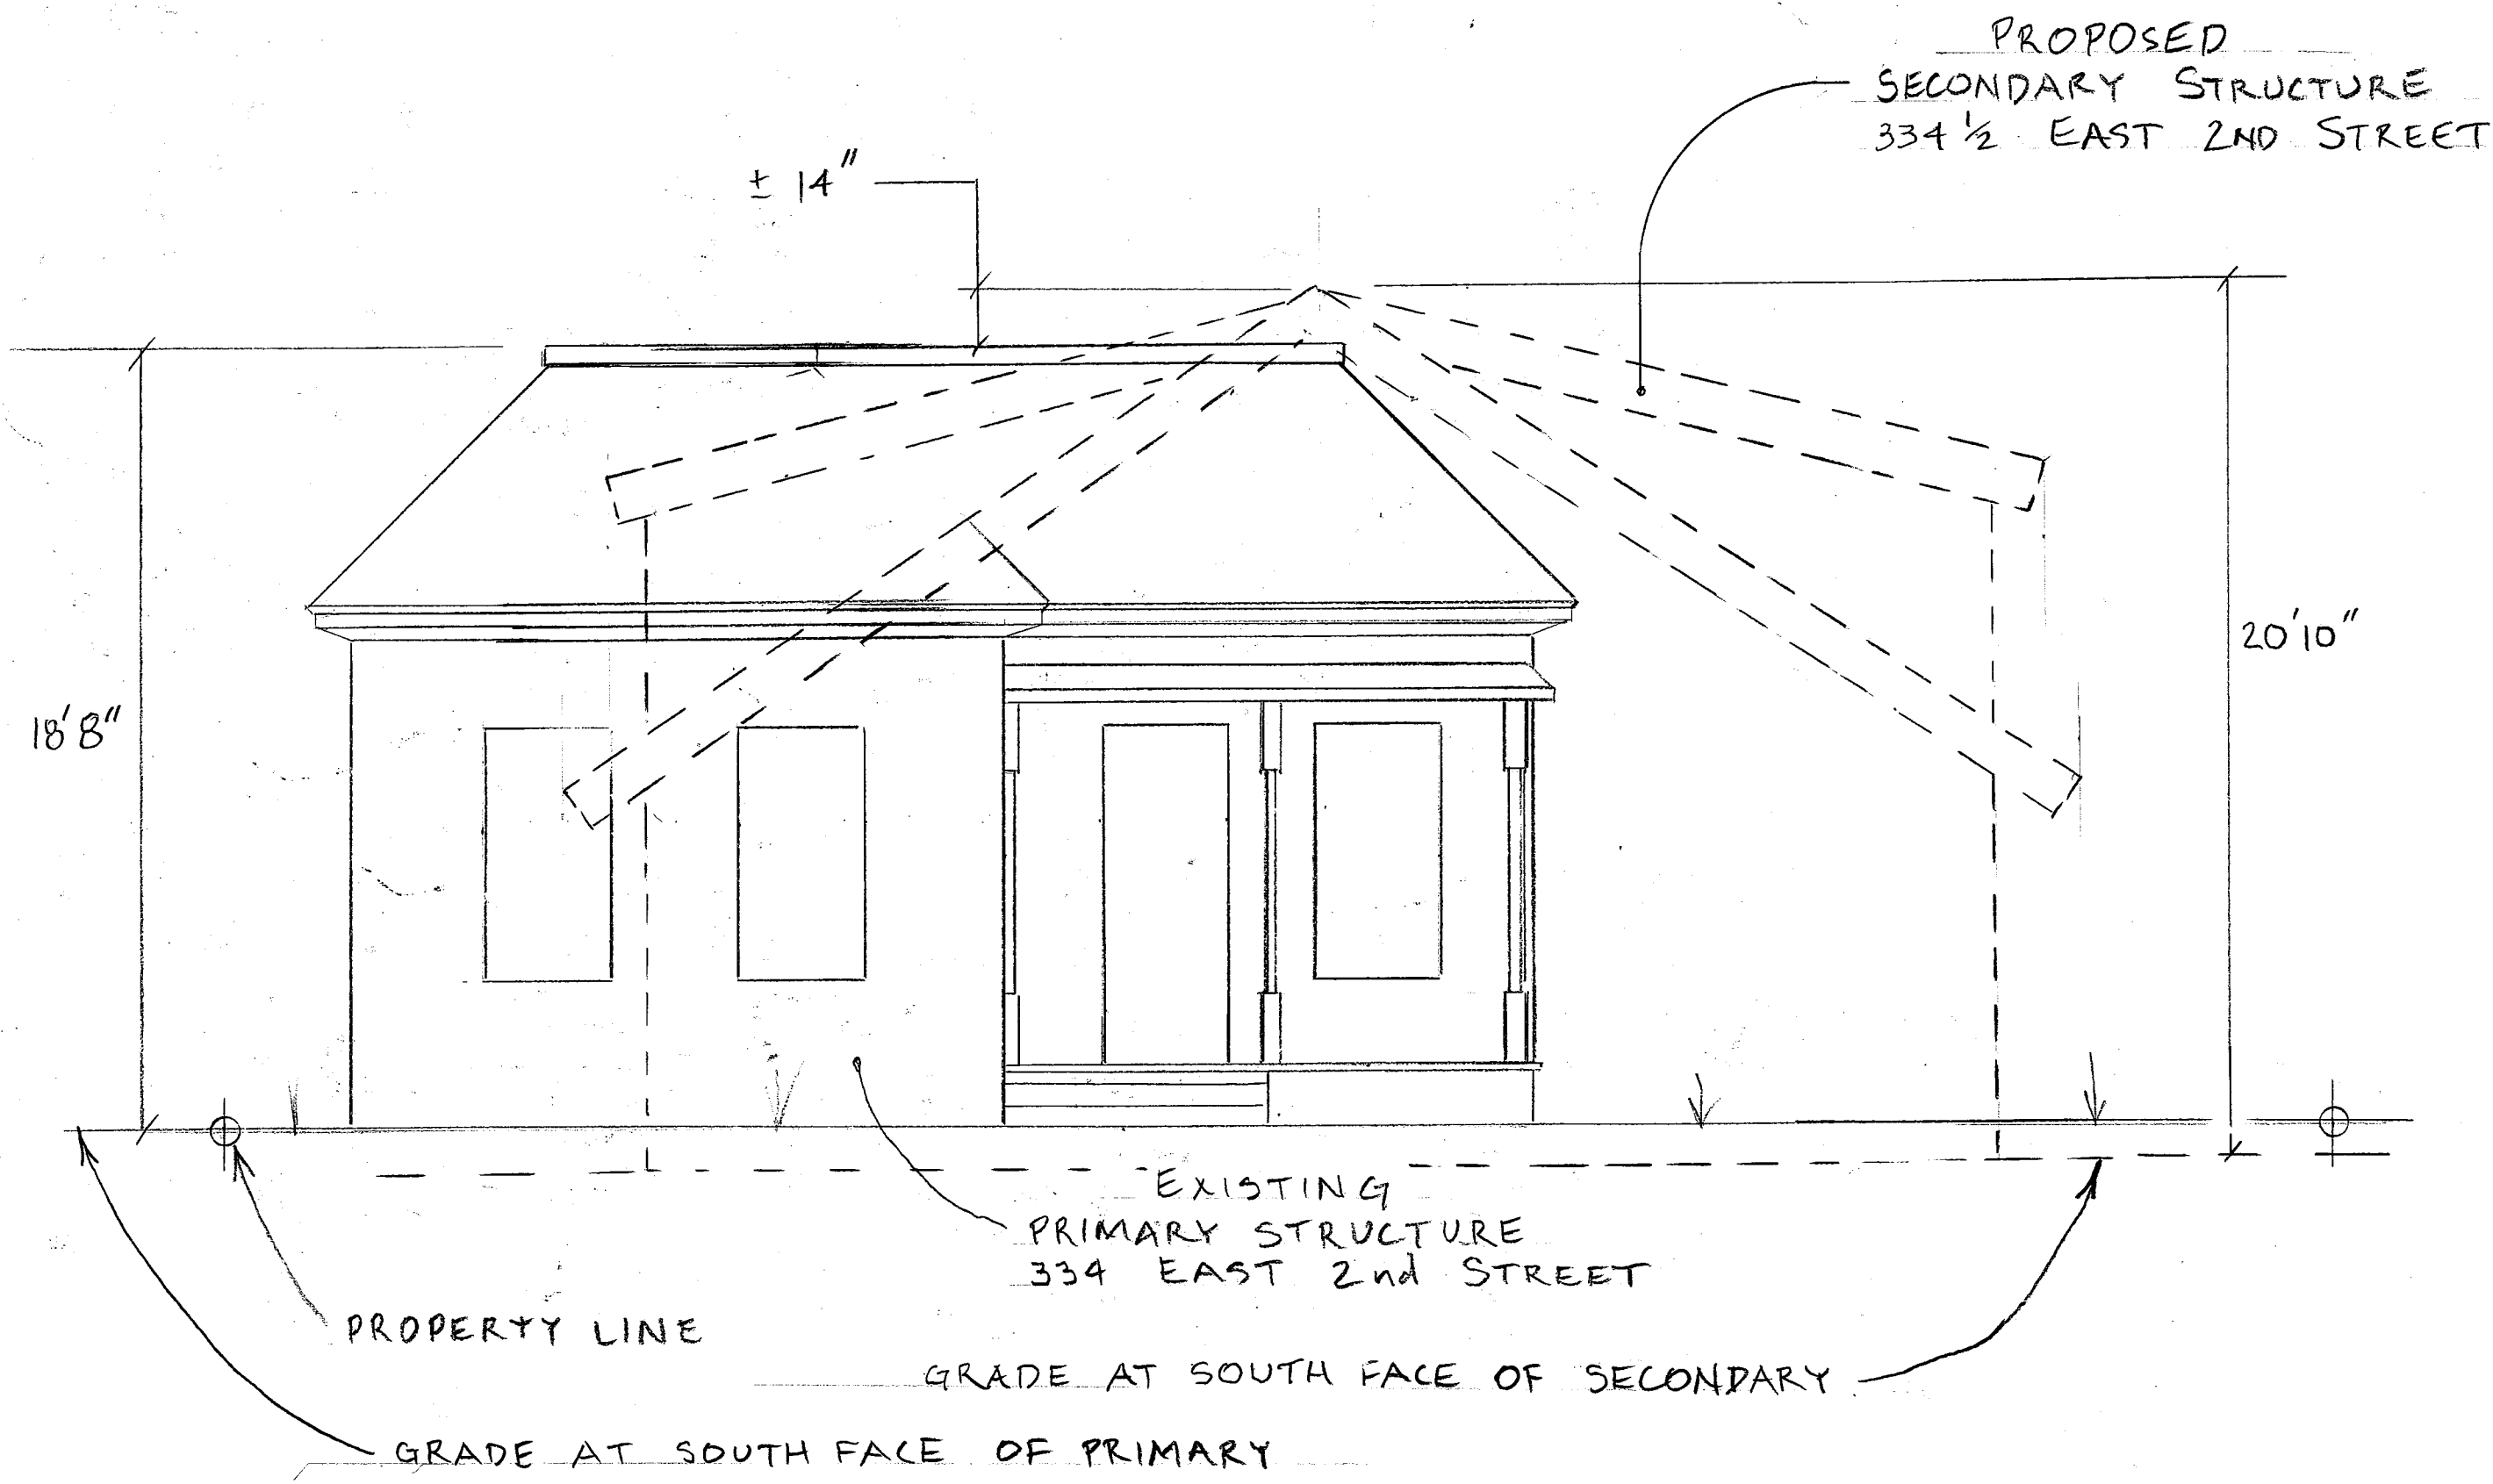 PROPOSED
SECONDARY STRUCTURE
334 ½ EAST 2ND STREET
± 14"
18'8"
20'10"
EXISTING
PRIMARY STRUCTURE
334 EAST 2nd STREET
PROPERTY LINE
GRADE AT SOUTH FACE OF SECONDARY
GRADE AT SOUTH FACE OF PRIMARY